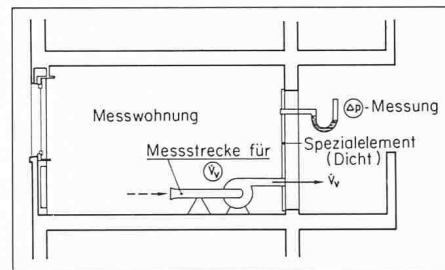 Δp -Messung
Messwohnung
Spezialelement
(Dicht)
Messstrecke für
V̇v
V̇v